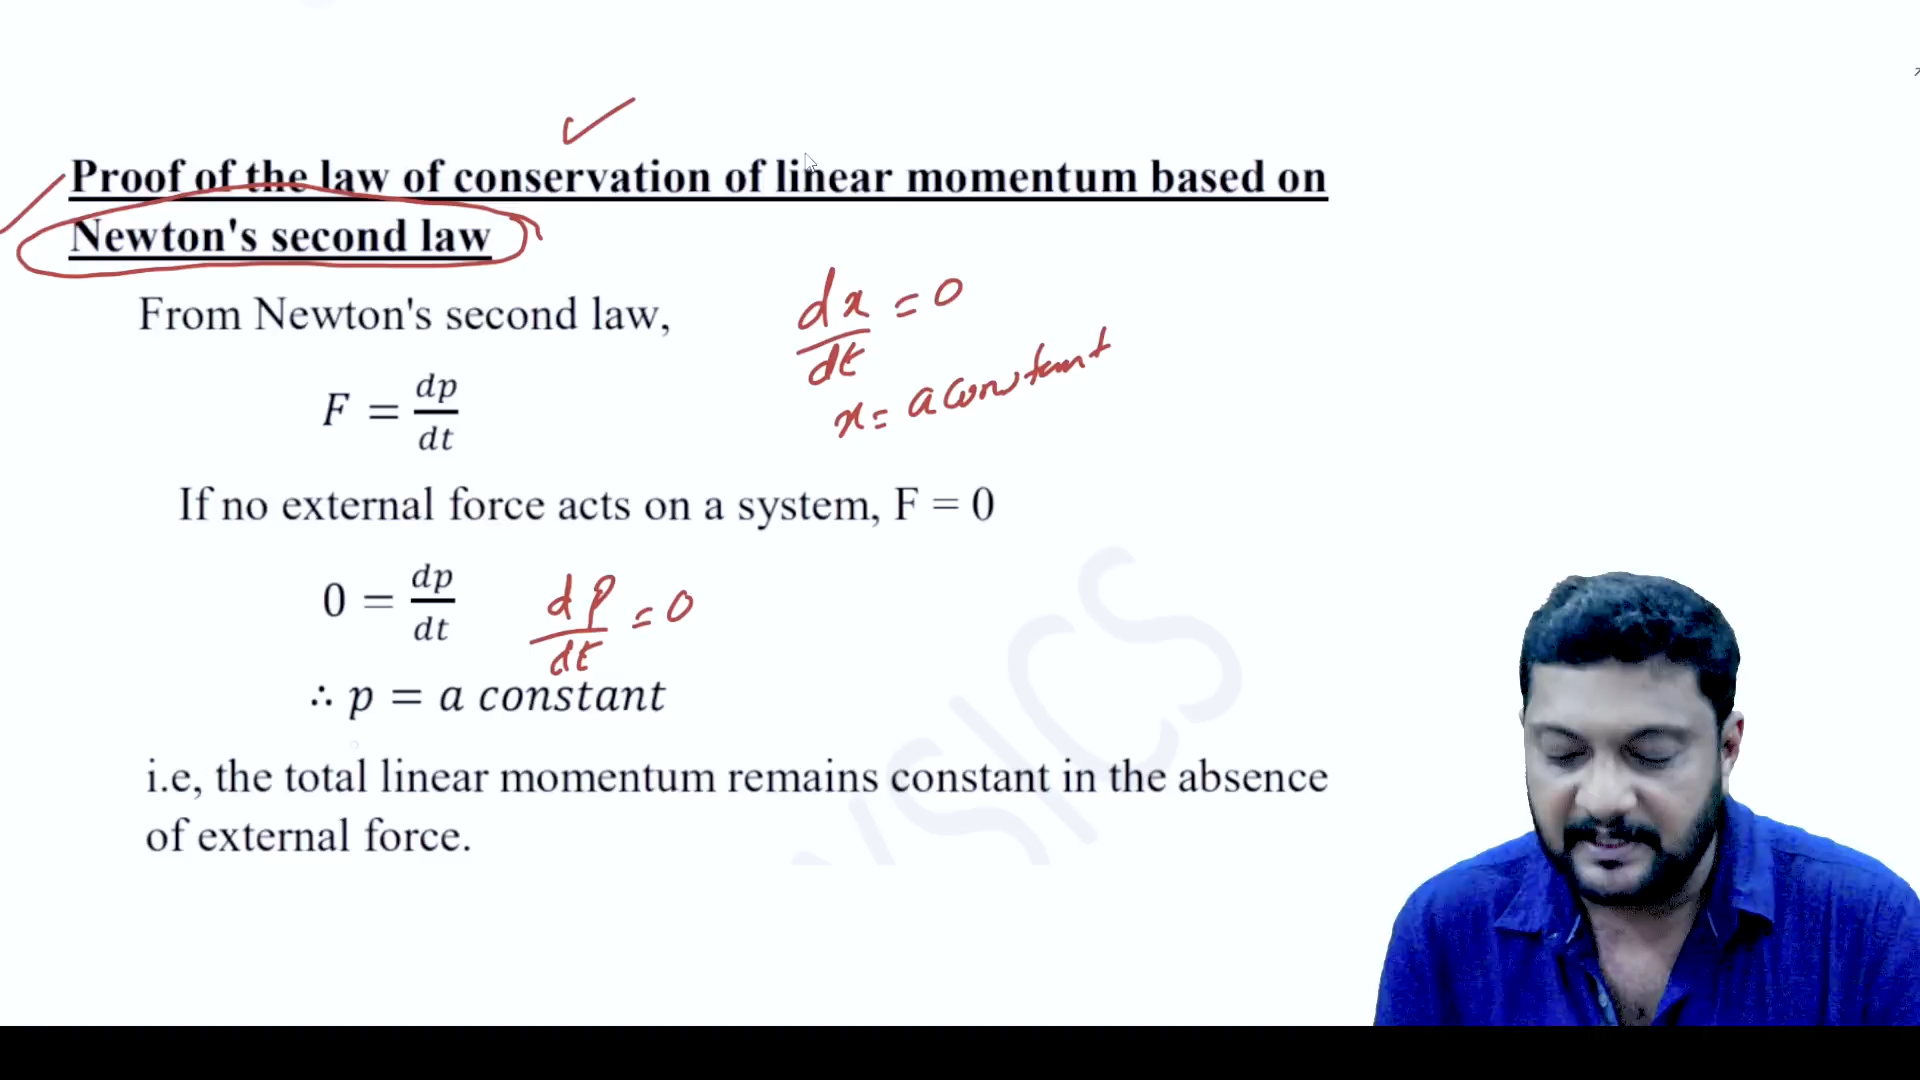 Proof of the law of conservation of linear momentum based on
Newton's second law
From Newton's second law,
dx/dt = 0
x = a constant
F = dp/dt
If no external force acts on a system, F = 0
0 = dp/dt
dp/dt = 0
∴ p = a constant
i.e, the total linear momentum remains constant in the absence
of external force.